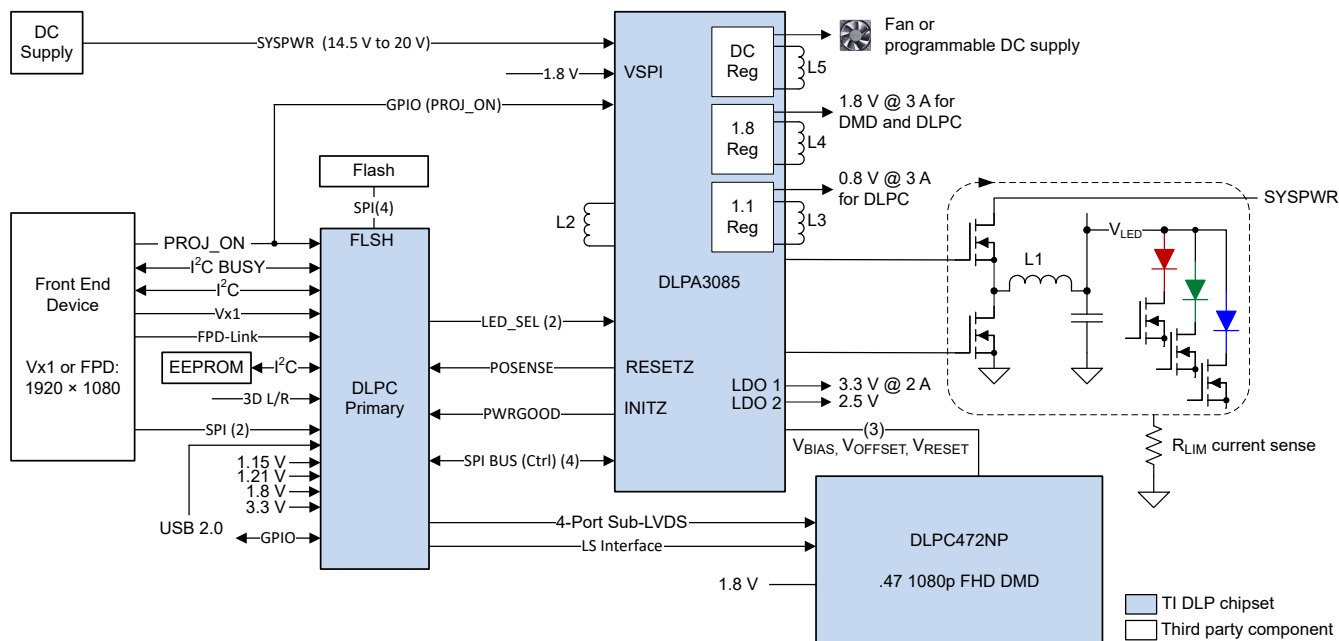 DC
Supply
SYSPWR (14.5 V to 20 V)
1.8 V
VSPI
GPIO (PROJ_ON)
DC
Reg
L5
Fan or
programmable DC supply
1.8
Reg
L4
1.8 V @ 3 A for
DMD and DLPC
1.1
Reg
L3
0.8 V @ 3 A
for DLPC
L2
DLPA3085
Flash
SPI(4)
FLSH
DLPC
Primary
Front End
Device
Vx1 or FPD:
1920 × 1080
PROJ_ON
I²C BUSY
I²C
Vx1
FPD-Link
EEPROM
I²C
3D L/R
SPI (2)
1.15 V
1.21 V
1.8 V
3.3 V
USB 2.0
GPIO
LED_SEL (2)
POSENSE
RESETZ
PWRGOOD
INITZ
SPI BUS (Ctrl) (4)
LDO 1
3.3 V @ 2 A
LDO 2
2.5 V
(3)
VBIAS, VOFFSET, VRESET
4-Port Sub-LVDS
LS Interface
1.8 V
DLPC472NP
.47 1080p FHD DMD
SYSPWR
L1
VLED
RLIM current sense
TI DLP chipset
Third party component